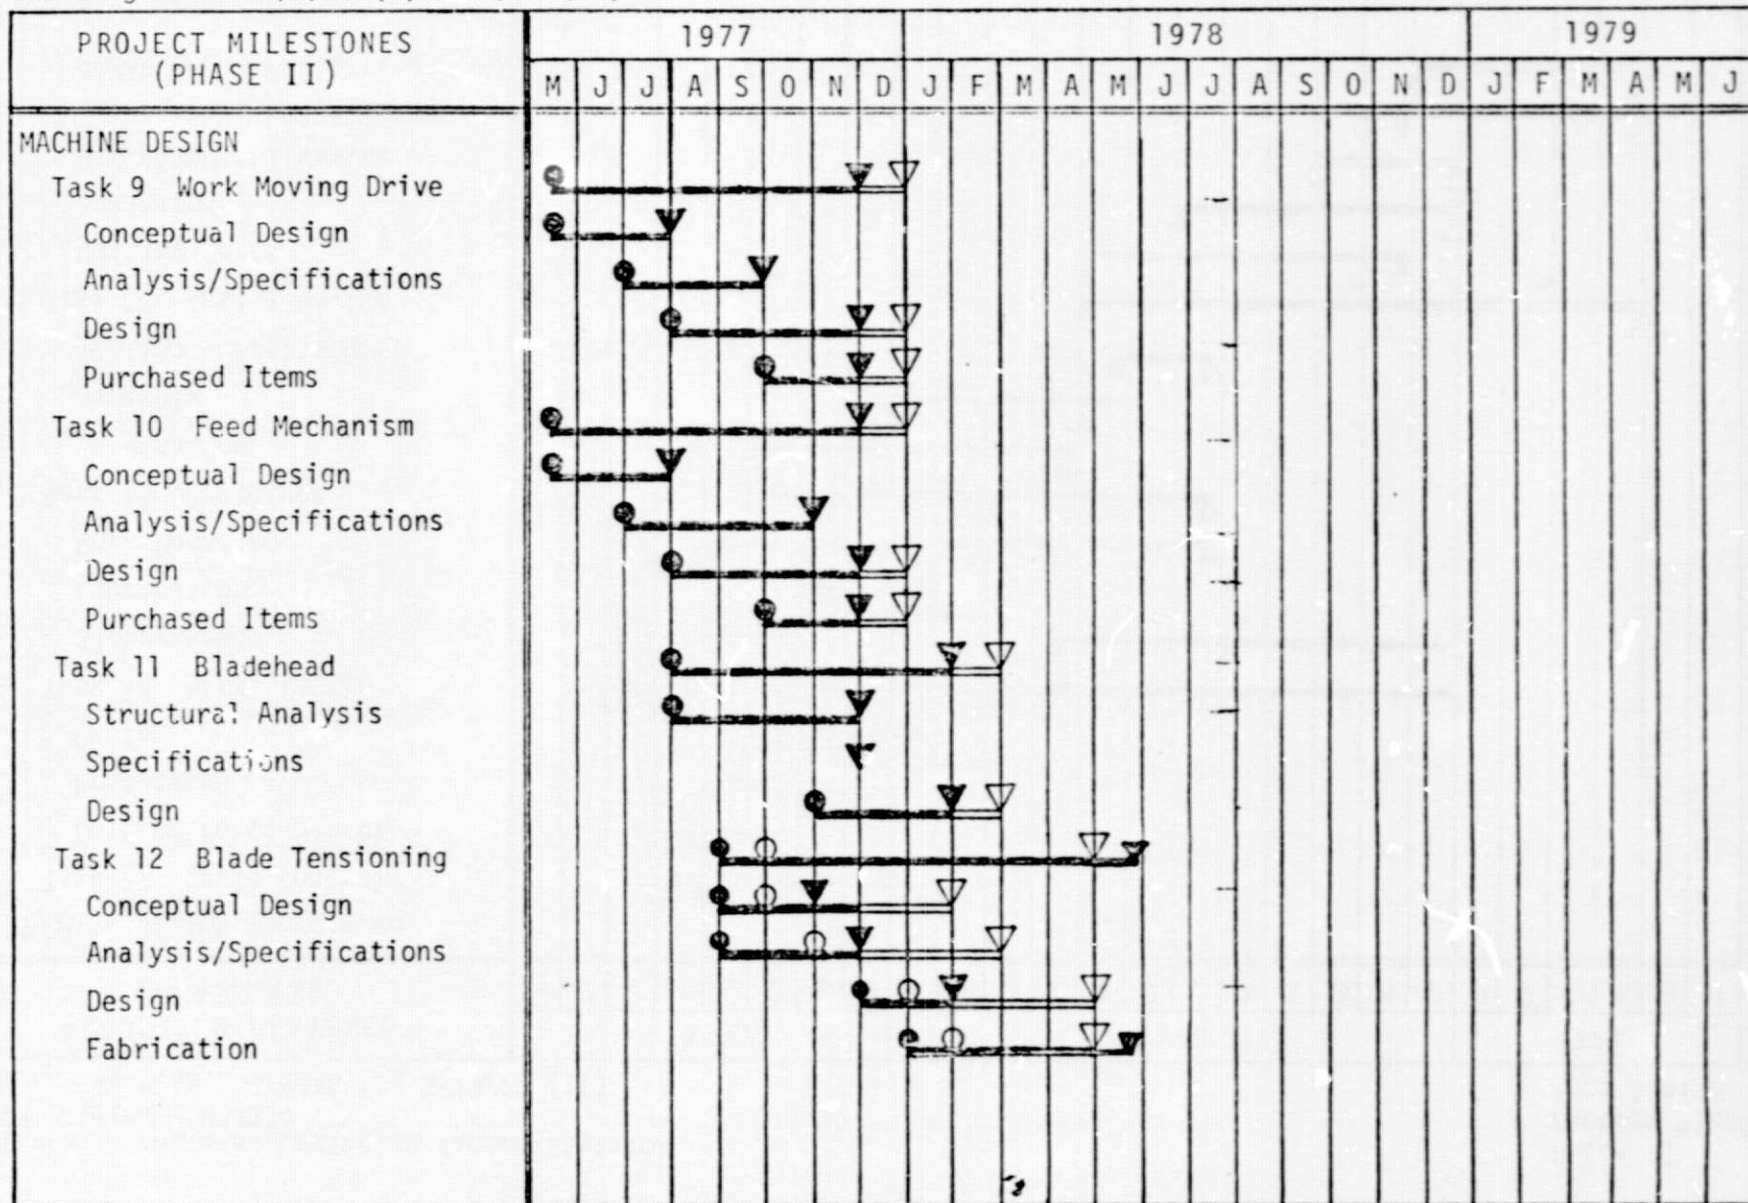 PROJECT MILESTONES
(PHASE II)
1977 1978 1979
M J J A S O N D J F M A M J J A S O N D J F M A M J
MACHINE DESIGN
Task 9 Work Moving Drive
Conceptual Design
Analysis/Specifications
Design
Purchased Items
Task 10 Feed Mechanism
Conceptual Design
Analysis/Specifications
Design
Purchased Items
Task 11 Bladehead
Structural Analysis
Specifications
Design
Task 12 Blade Tensioning
Conceptual Design
Analysis/Specifications
Design
Fabrication